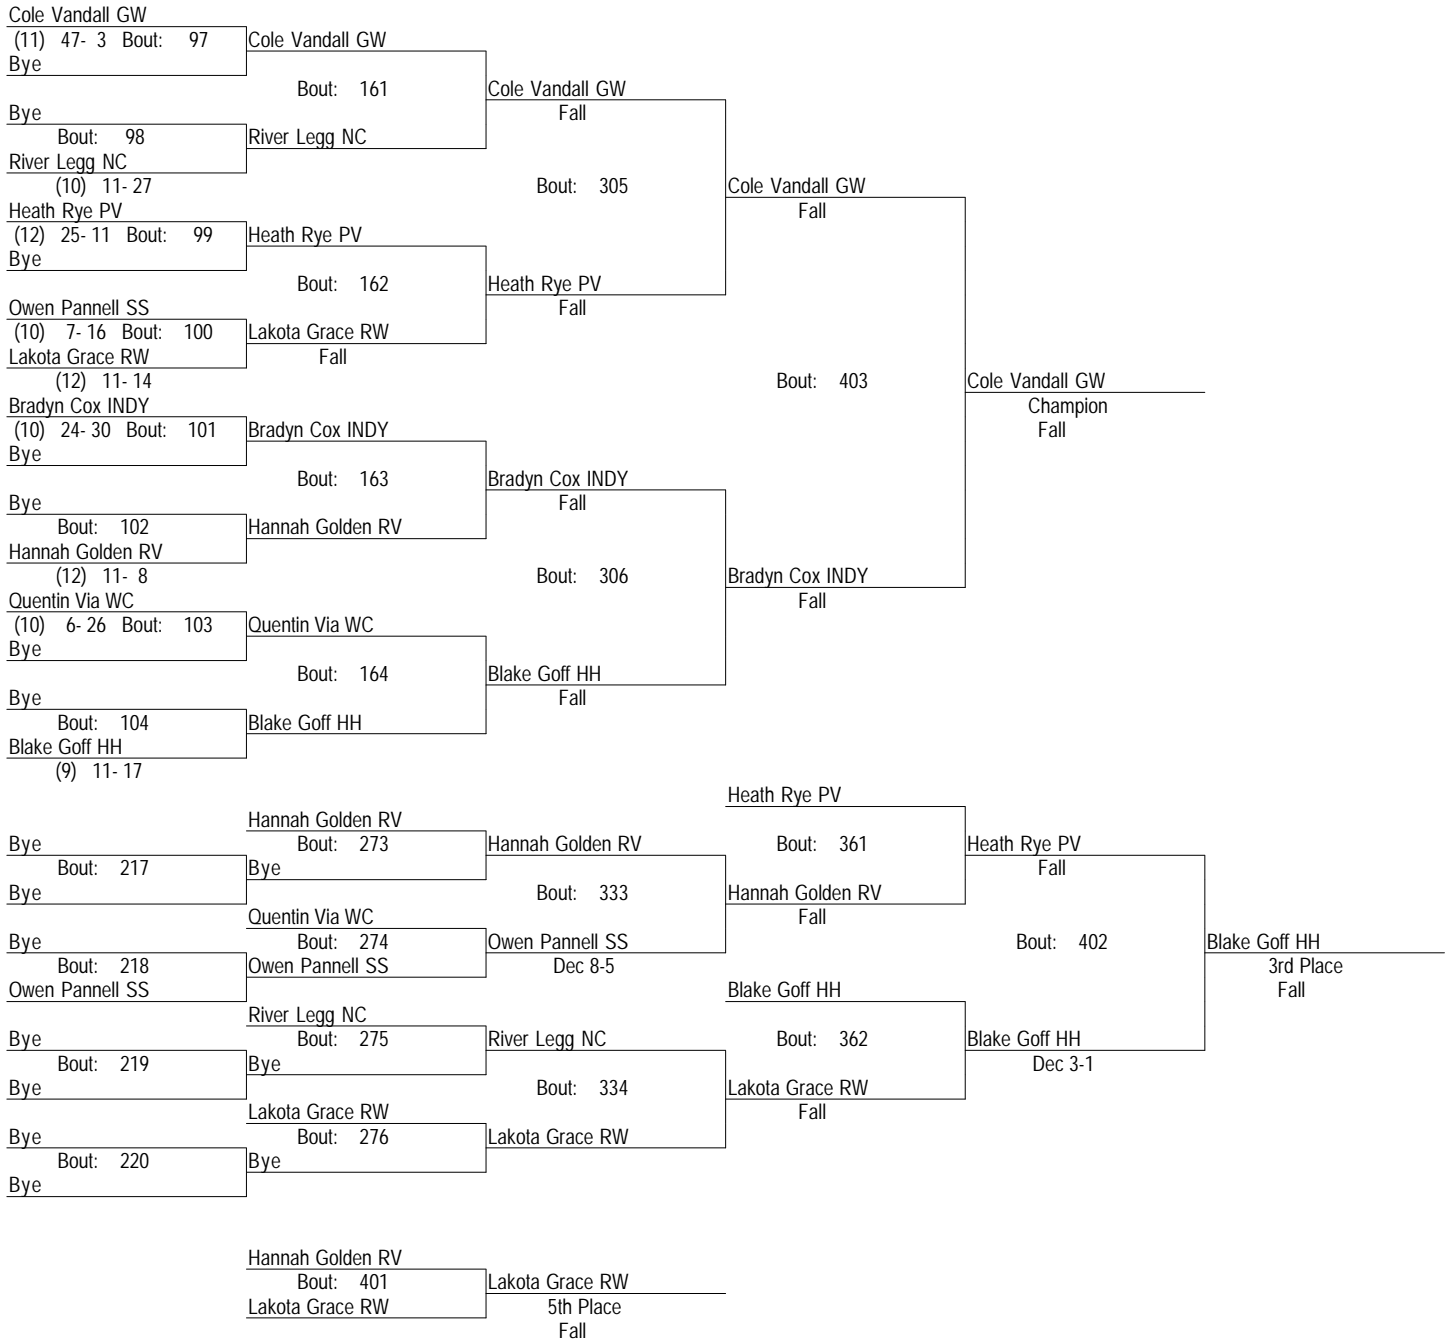 Cole Vandall GW
(11) 47- 3 Bout: 97
Cole Vandall GW
Bye
Bout: 161
Cole Vandall GW
Fall
Bye
Bout: 98
River Legg NC
River Legg NC
(10) 11- 27
Bout: 305
Cole Vandall GW
Fall
Heath Rye PV
(12) 25- 11 Bout: 99
Heath Rye PV
Bye
Bout: 162
Heath Rye PV
Fall
Owen Pannell SS
(10) 7- 16 Bout: 100
Lakota Grace RW
Fall
Lakota Grace RW
(12) 11- 14
Bout: 403
Cole Vandall GW
Champion
Fall
Bradyn Cox INDY
(10) 24- 30 Bout: 101
Bradyn Cox INDY
Bye
Bout: 163
Bradyn Cox INDY
Fall
Bye
Bout: 102
Hannah Golden RV
Hannah Golden RV
(12) 11- 8
Bout: 306
Bradyn Cox INDY
Fall
Quentin Via WC
(10) 6- 26 Bout: 103
Quentin Via WC
Bye
Bout: 164
Blake Goff HH
Fall
Bye
Bout: 104
Blake Goff HH
Blake Goff HH
(9) 11- 17
Heath Rye PV
Hannah Golden RV
Bye
Bout: 273
Hannah Golden RV
Bout: 361
Heath Rye PV
Fall
Bout: 217
Bye
Bye
Bout: 333
Hannah Golden RV
Fall
Quentin Via WC
Bye
Bout: 274
Owen Pannell SS
Dec 8-5
Bout: 402
Blake Goff HH
3rd Place
Fall
Bout: 218
Owen Pannell SS
Owen Pannell SS
Blake Goff HH
River Legg NC
Bye
Bout: 275
River Legg NC
Bout: 362
Blake Goff HH
Dec 3-1
Bout: 219
Bye
Bye
Bout: 334
Lakota Grace RW
Fall
Lakota Grace RW
Bye
Bout: 276
Lakota Grace RW
Bout: 220
Bye
Bye
Hannah Golden RV
Bout: 401
Lakota Grace RW
Lakota Grace RW
5th Place
Fall